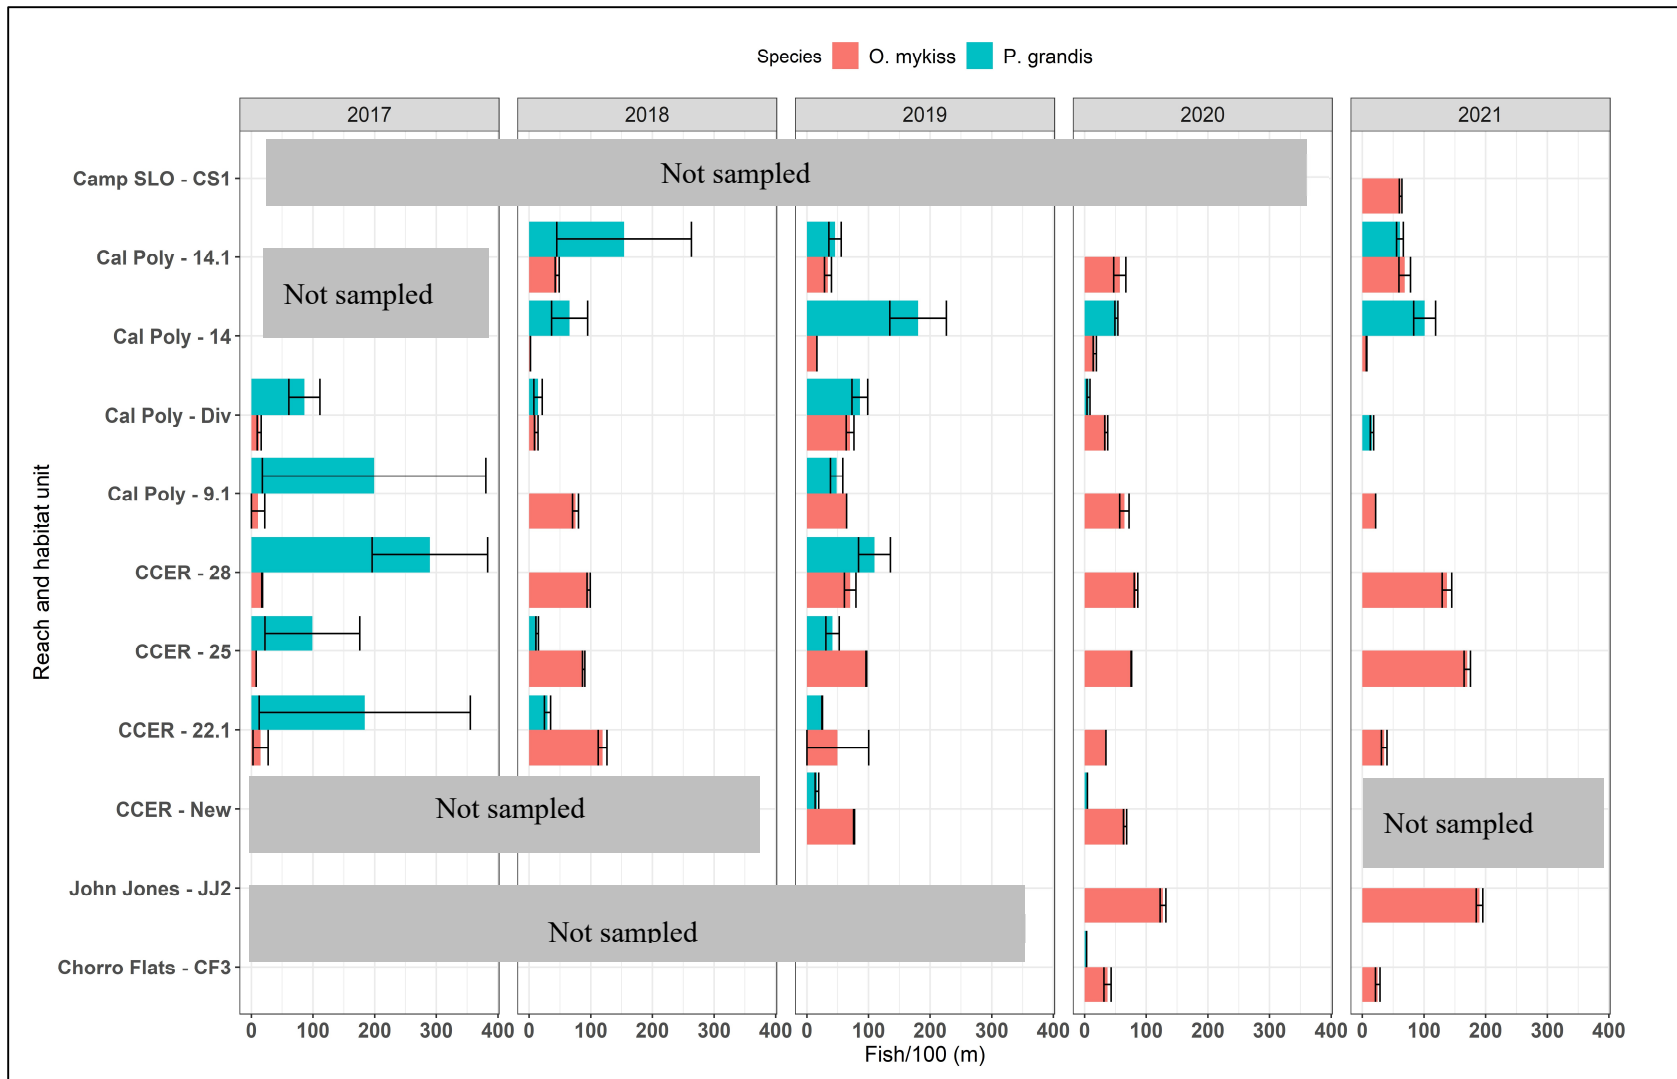 Species O. mykiss P. grandis
2017 2018 2019 2020 2021
Reach and habitat unit
Camp SLO - CS1
Not sampled
Cal Poly - 14.1
Not sampled
Cal Poly - 14
Cal Poly - Div
Cal Poly - 9.1
CCER - 28
CCER - 25
CCER - 22.1
CCER - New
Not sampled
Not sampled
John Jones - JJ2
Not sampled
Chorro Flats - CF3
0 100 200 300 400 0 100 200 300 400 0 100 200 300 400 0 100 200 300 400 0 100 200 300 400
Fish/100 (m)